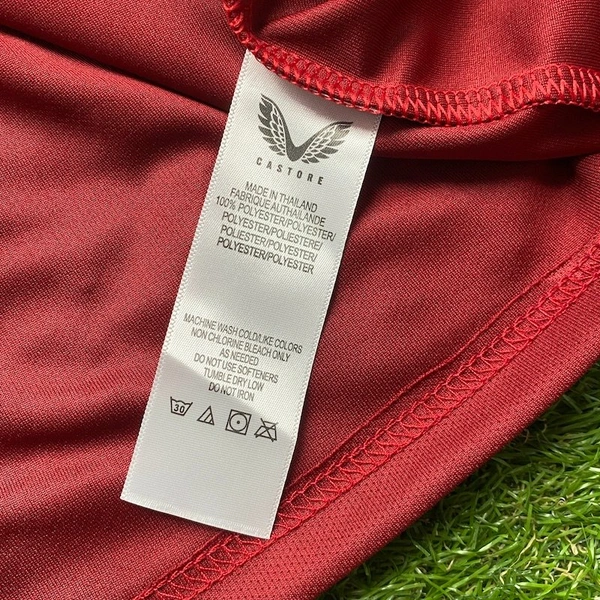 CASTORE
MADE IN THAILAND
FABRIQUE AUTHAILANDE
100% POLYESTER/POLYESTER/
POLYESTER/POLIESTERE/
POLIESTER/POLYESTER/
POLYESTER/POLYESTER
MACHINE WASH COLD/LIKE COLORS
NON CHLORINE BLEACH ONLY
AS NEEDED
DO NOT USE SOFTENERS
TUMBLE DRY LOW
DO NOT IRON
30